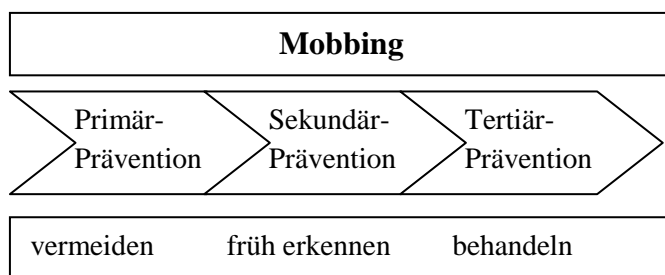 Mobbing
Primär-
Prävention
Sekundär-
Prävention
Tertiär-
Prävention
vermeiden früh erkennen behandeln